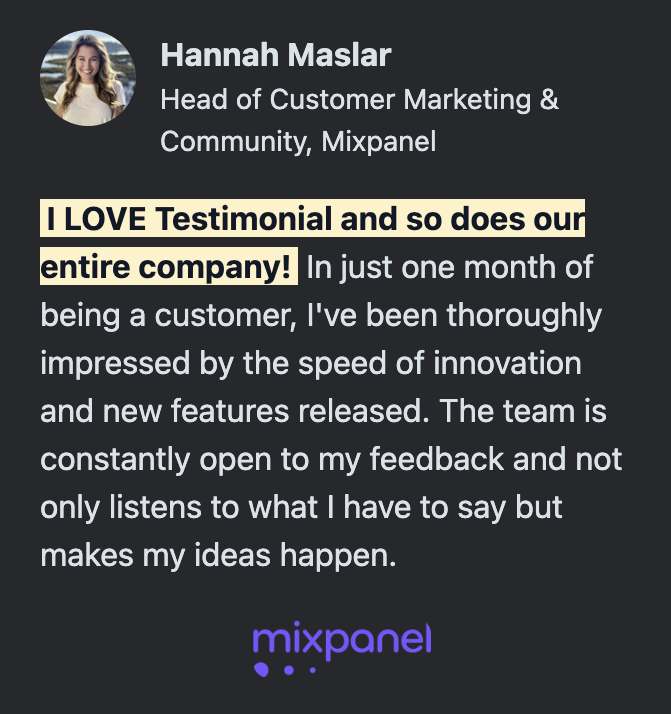 Hannah Maslar
Head of Customer Marketing &
Community, Mixpanel
I LOVE Testimonial and so does our
entire company! In just one month of
being a customer, I've been thoroughly
impressed by the speed of innovation
and new features released. The team is
constantly open to my feedback and not
only listens to what I have to say but
makes my ideas happen.
mixpanel